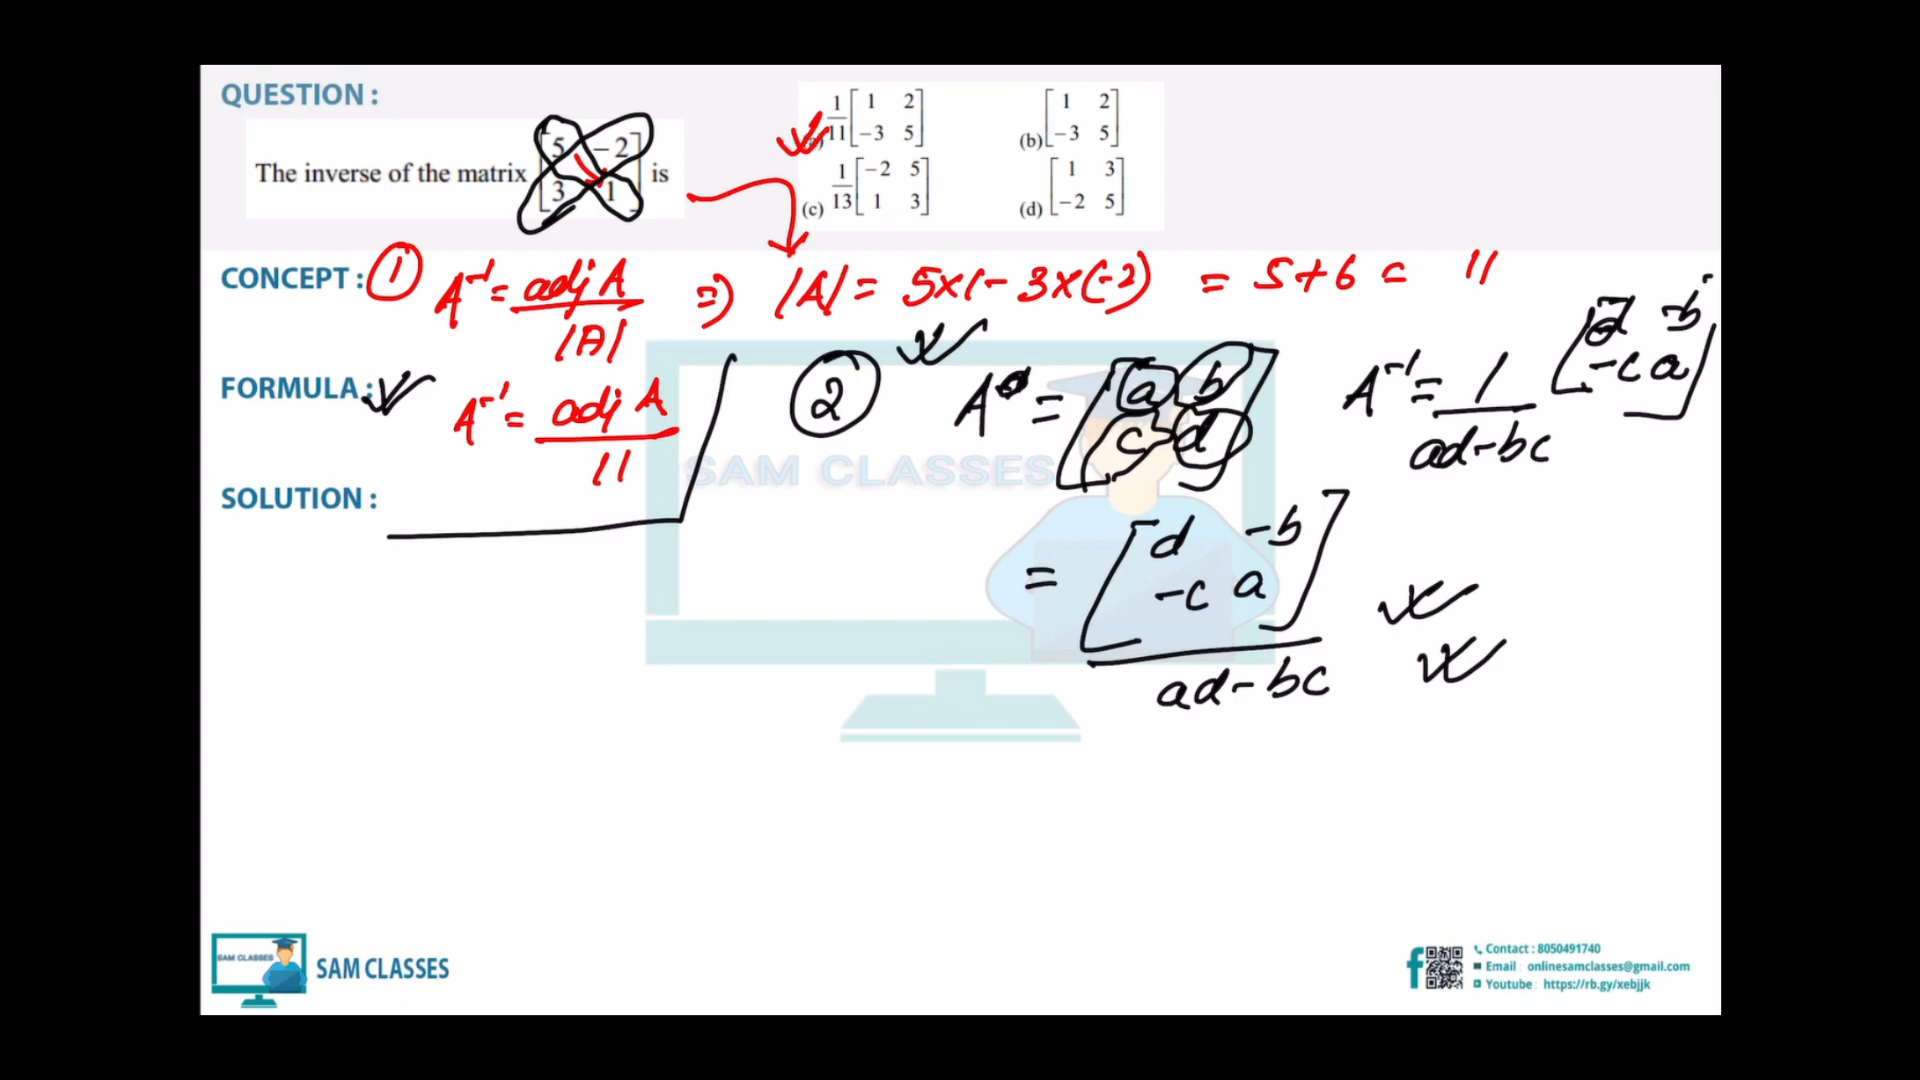 QUESTION :
The inverse of the matrix [5 -2
3 1] is
(a) 1/11 [1 2
-3 5]
(b) [1 2
-3 5]
(c) 1/13 [-2 5
1 3]
(d) [1 3
-2 5]
CONCEPT : ① A⁻¹ = adj A / |A| ⇒ |A| = 5×1 - 3×(-2) = 5+6 = 11
FORMULA : A⁻¹ = adj A / 11
② A = [a b
c d]
A⁻¹ = 1 / ad-bc [d -b
-c a]
SAM CLASSES
SOLUTION :
= [d -b
-c a] / ad-bc
SAM CLASSES
SAM CLASSES
Contact : 8050491740
Email : onlinesamclasses@gmail.com
Youtube : https://rb.gy/xebjjk